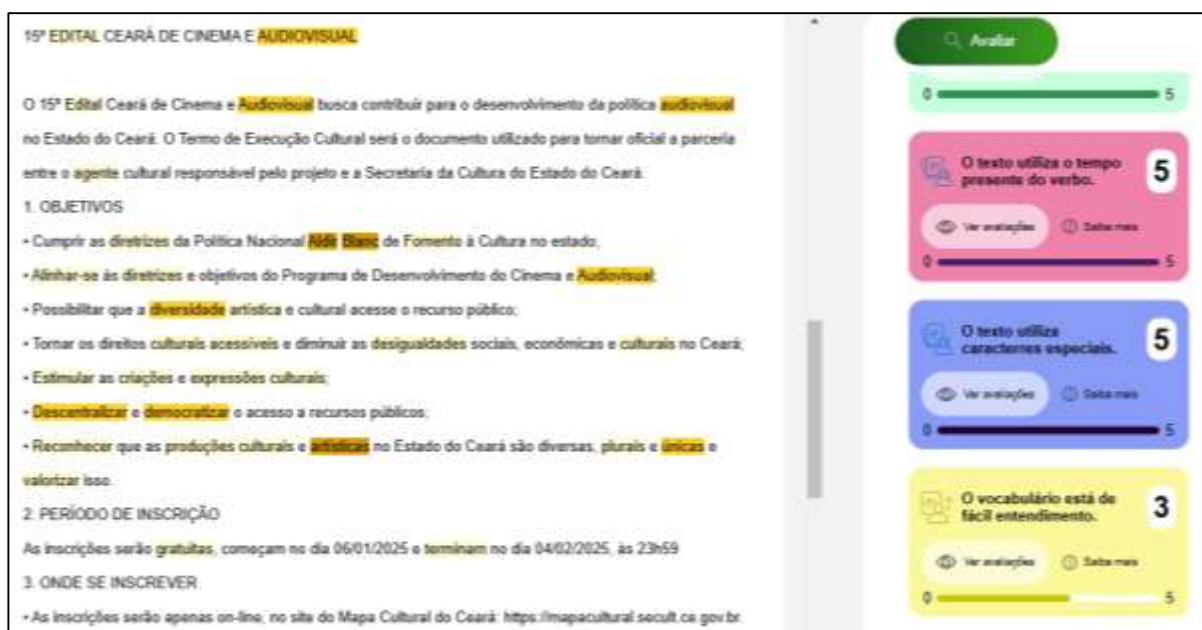 15º EDITAL CEARÁ DE CINEMA E AUDIOVISUAL
O 15º Edital Ceará de Cinema e Audiovisual busca contribuir para o desenvolvimento da política audiovisual
no Estado do Ceará. O Termo de Execução Cultural será o documento utilizado para tornar oficial a parceria
entre o agente cultural responsável pelo projeto e a Secretaria da Cultura do Estado do Ceará.
1. OBJETIVOS
• Cumprir as diretrizes da Política Nacional Aldir Blanc de Fomento à Cultura no estado;
• Alinhar-se às diretrizes e objetivos do Programa de Desenvolvimento do Cinema e Audiovisual;
• Possibilitar que a diversidade artística e cultural acesse o recurso público;
• Tornar os direitos culturais acessíveis e diminuir as desigualdades sociais, econômicas e culturais no Ceará;
• Estimular as criações e expressões culturais;
• Descentralizar e democratizar o acesso a recursos públicos;
• Reconhecer que as produções culturais e artísticas no Estado do Ceará são diversas, plurais e únicas e
valorizar isso.
2. PERÍODO DE INSCRIÇÃO
As inscrições serão gratuitas, começam no dia 06/01/2025 e terminam no dia 04/02/2025, às 23h59
3. ONDE SE INSCREVER
• As inscrições serão apenas on-line, no site do Mapa Cultural do Ceará: https://mapacultural.secult.ce.gov.br.
Avaliar
0 5
O texto utiliza o tempo
presente do verbo.
5
Ver avaliações Saiba mais
0 5
O texto utiliza
caracteres especiais.
5
Ver avaliações Saiba mais
0 5
O vocabulário está de
fácil entendimento.
3
Ver avaliações Saiba mais
0 5